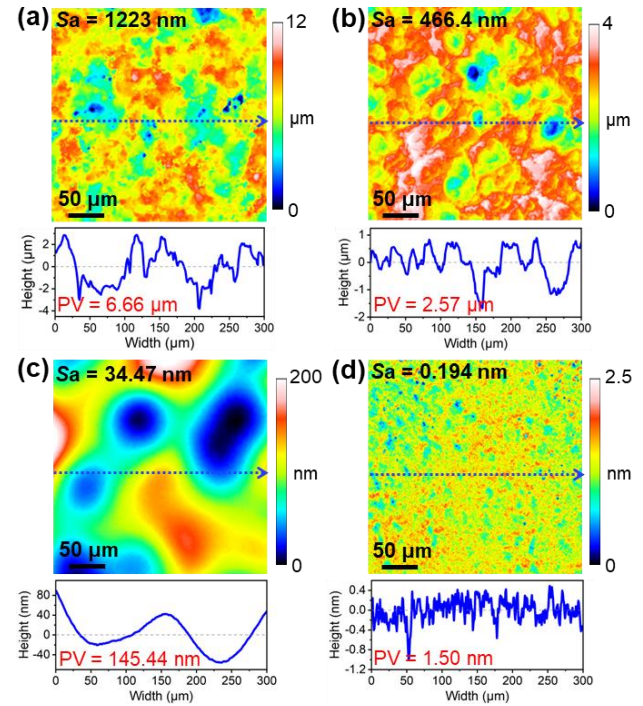 (a) Sa = 1223 nm
12
μm
0
50 μm
Height (μm)
2
0
-2
-4
PV = 6.66 μm
0 50 100 150 200 250 300
Width (μm)
(b) Sa = 466.4 nm
4
μm
0
50 μm
Height (μm)
1
0
-1
-2
PV = 2.57 μm
0 50 100 150 200 250 300
Width (μm)
(c) Sa = 34.47 nm
200
nm
0
50 μm
Height (nm)
80
40
0
-40
PV = 145.44 nm
0 50 100 150 200 250 300
Width (μm)
(d) Sa = 0.194 nm
2.5
nm
0
50 μm
Height (nm)
0.4
0.0
-0.4
-0.8
-1.2
PV = 1.50 nm
0 50 100 150 200 250 300
Width (μm)